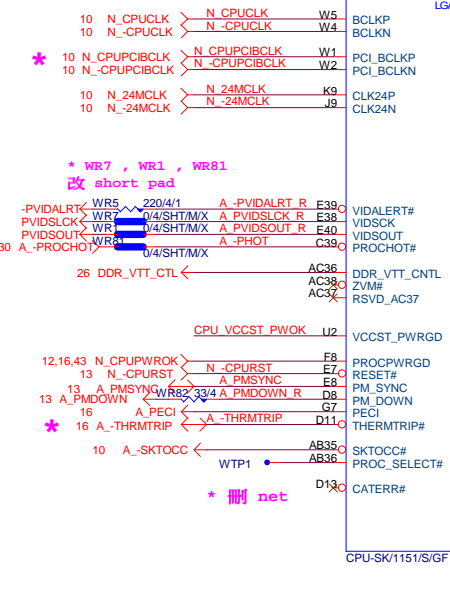 LGA
10 N_CPUCLK N_CPUCLK W5 BCLKP
10 N_-CPUCLK N_-CPUCLK W4 BCLKN
* 10 N_CPUPCIBCLK N_CPUPCIBCLK W1 PCI_BCLKP
10 N_-CPUPCIBCLK N_-CPUPCIBCLK W2 PCI_BCLKN
10 N_24MCLK N_24MCLK K9 CLK24P
10 N_-24MCLK N_-24MCLK J9 CLK24N
* WR7 , WR1 , WR81
改 short pad
-PVIDALRT WR5 220/4/1 A_-PVIDALRT_R E39 VIDALERT#
PVIDSLCK WR7 0/4/SHT/M/X A_PVIDSLCK_R E38 VIDSCK
PVIDSOUT WR1 0/4/SHT/M/X A_PVIDSOUT_R E40 VIDSOUT
30 A_-PROCHOT WR81 0/4/SHT/M/X A_-PHOT C39 PROCHOT#
26 DDR_VTT_CTL AC36 DDR_VTT_CNTL
AC38 ZVM#
AC37 RSVD_AC37
CPU_VCCST_PWOK U2 VCCST_PWRGD
12,16,43 N_CPUPWROK F8 PROCPWRGD
13 N_-CPURST N_-CPURST E7 RESET#
13 A_PMSYNC A_PMSYNC E8 PM_SYNC
13 A_PMDOWN WR82 33/4 A_PMDOWN_R D8 PM_DOWN
16 A_PECI G7 PECI
* 16 A_-THRMTRIP A_-THRMTRIP D11 THERMTRIP#
10 A_-SKTOCC AB35 SKTOCC#
WTP1 AB36 PROC_SELECT#
* 刪 net
D13 CATERR#
CPU-SK/1151/S/GF